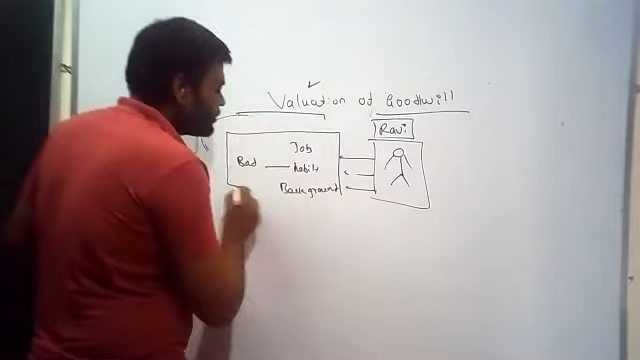 Valuation of Goodwill
Ravi
Job
Bad — Habits
Background